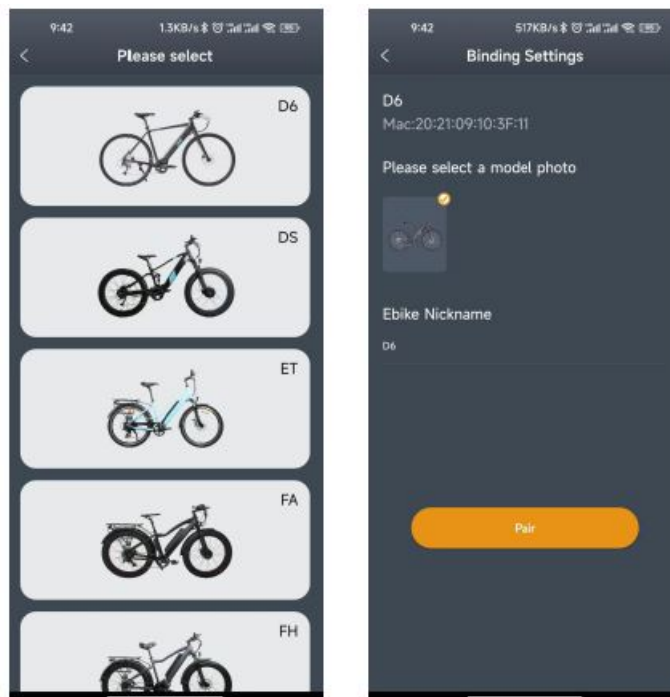 9:42 1.3KB/s
Please select
D6
DS
ET
FA
FH
9:42 517KB/s
Binding Settings
D6
Mac:20:21:09:10:3F:11
Please select a model photo
Ebike Nickname
D6
Pair